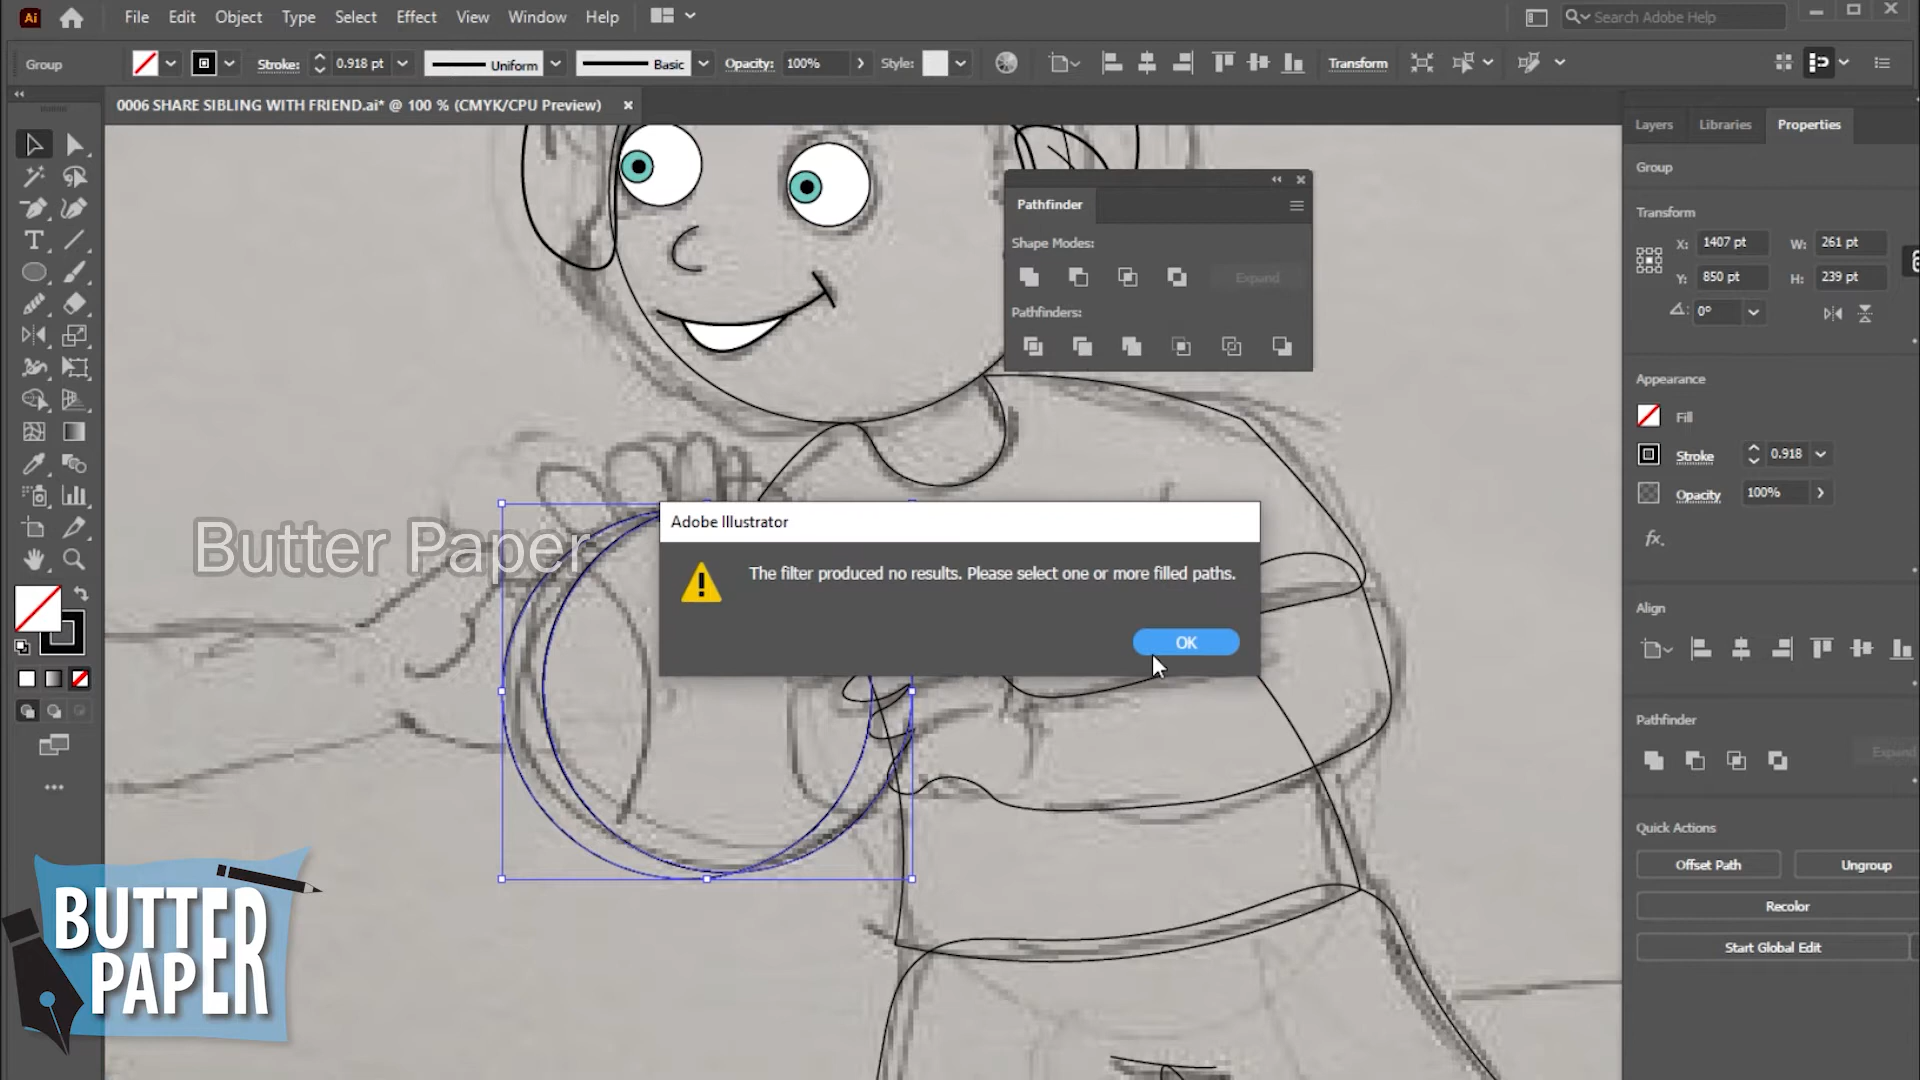 Ai
File Edit Object Type Select Effect View Window Help
Search Adobe Help
Group
Stroke: 0.918 pt
Uniform
Basic
Opacity: 100%
Style:
Transform
0006 SHARE SIBLING WITH FRIEND.ai* @ 100 % (CMYK/CPU Preview)
Layers Libraries Properties
Group
Transform
X: 1407 pt W: 261 pt
Y: 850 pt H: 239 pt
0°
Appearance
Fill
Stroke 0.918
Opacity 100%
fx.
Align
Pathfinder
Expand
Quick Actions
Offset Path Ungroup
Recolor
Start Global Edit
Pathfinder
Shape Modes:
Expand
Pathfinders:
Butter Paper
Adobe Illustrator
The filter produced no results. Please select one or more filled paths.
OK
BUTTER
PAPER